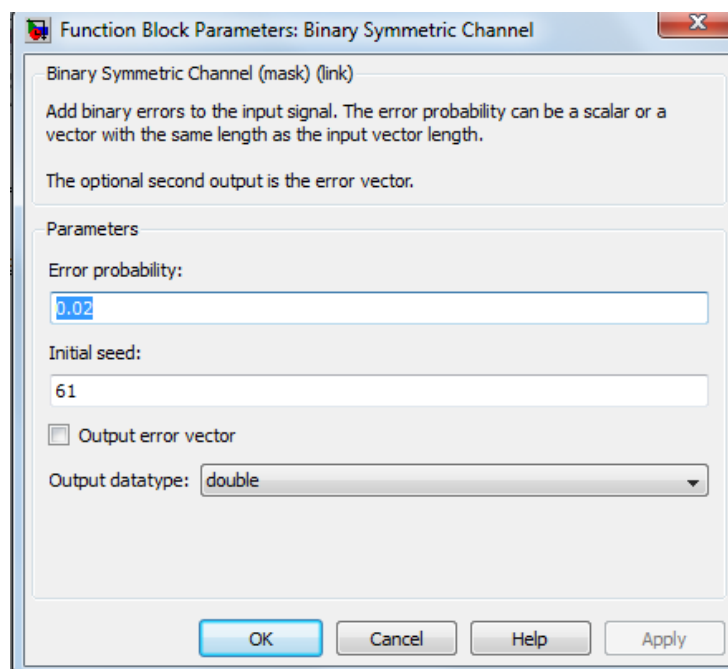 Function Block Parameters: Binary Symmetric Channel
Binary Symmetric Channel (mask) (link)
Add binary errors to the input signal. The error probability can be a scalar or a
vector with the same length as the input vector length.
The optional second output is the error vector.
Parameters
Error probability:
0.02
Initial seed:
61
Output error vector
Output datatype: double
OK Cancel Help Apply